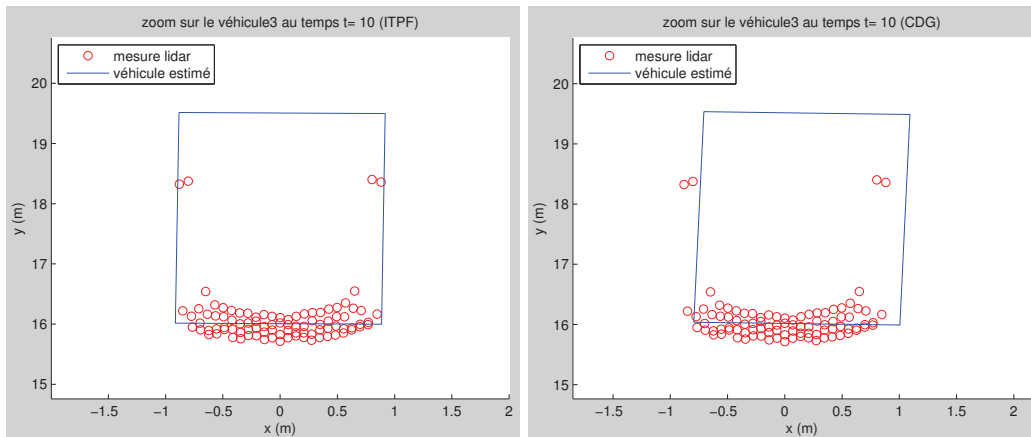 zoom sur le véhicule3 au temps t= 10 (ITPF)
mesure lidar
véhicule estimé
20
19
18
17
16
15
y (m)
−1.5 −1 −0.5 0 0.5 1 1.5 2
x (m)
zoom sur le véhicule3 au temps t= 10 (CDG)
mesure lidar
véhicule estimé
20
19
18
17
16
15
y (m)
−1.5 −1 −0.5 0 0.5 1 1.5 2
x (m)